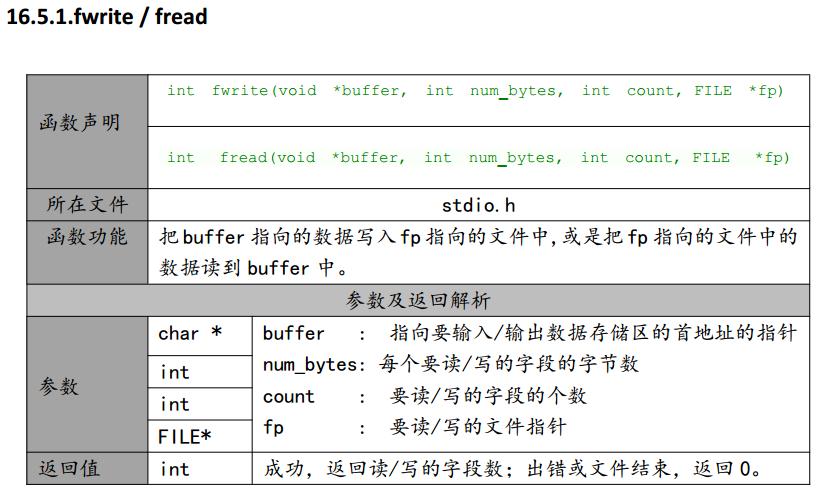 16.5.1.fwrite / fread
函数声明
int fwrite(void *buffer, int num_bytes, int count, FILE *fp)
int fread(void *buffer, int num_bytes, int count, FILE *fp)
所在文件
stdio.h
函数功能
把buffer 指向的数据写入fp 指向的文件中,或是把 fp 指向的文件中的
数据读到 buffer 中。
参数及返回解析
参数
char *
buffer : 指向要输入/输出数据存储区的首地址的指针
int
num_bytes: 每个要读/写的字段的字节数
int
count : 要读/写的字段的个数
FILE*
fp : 要读/写的文件指针
返回值
int
成功，返回读/写的字段数；出错或文件结束，返回 0。